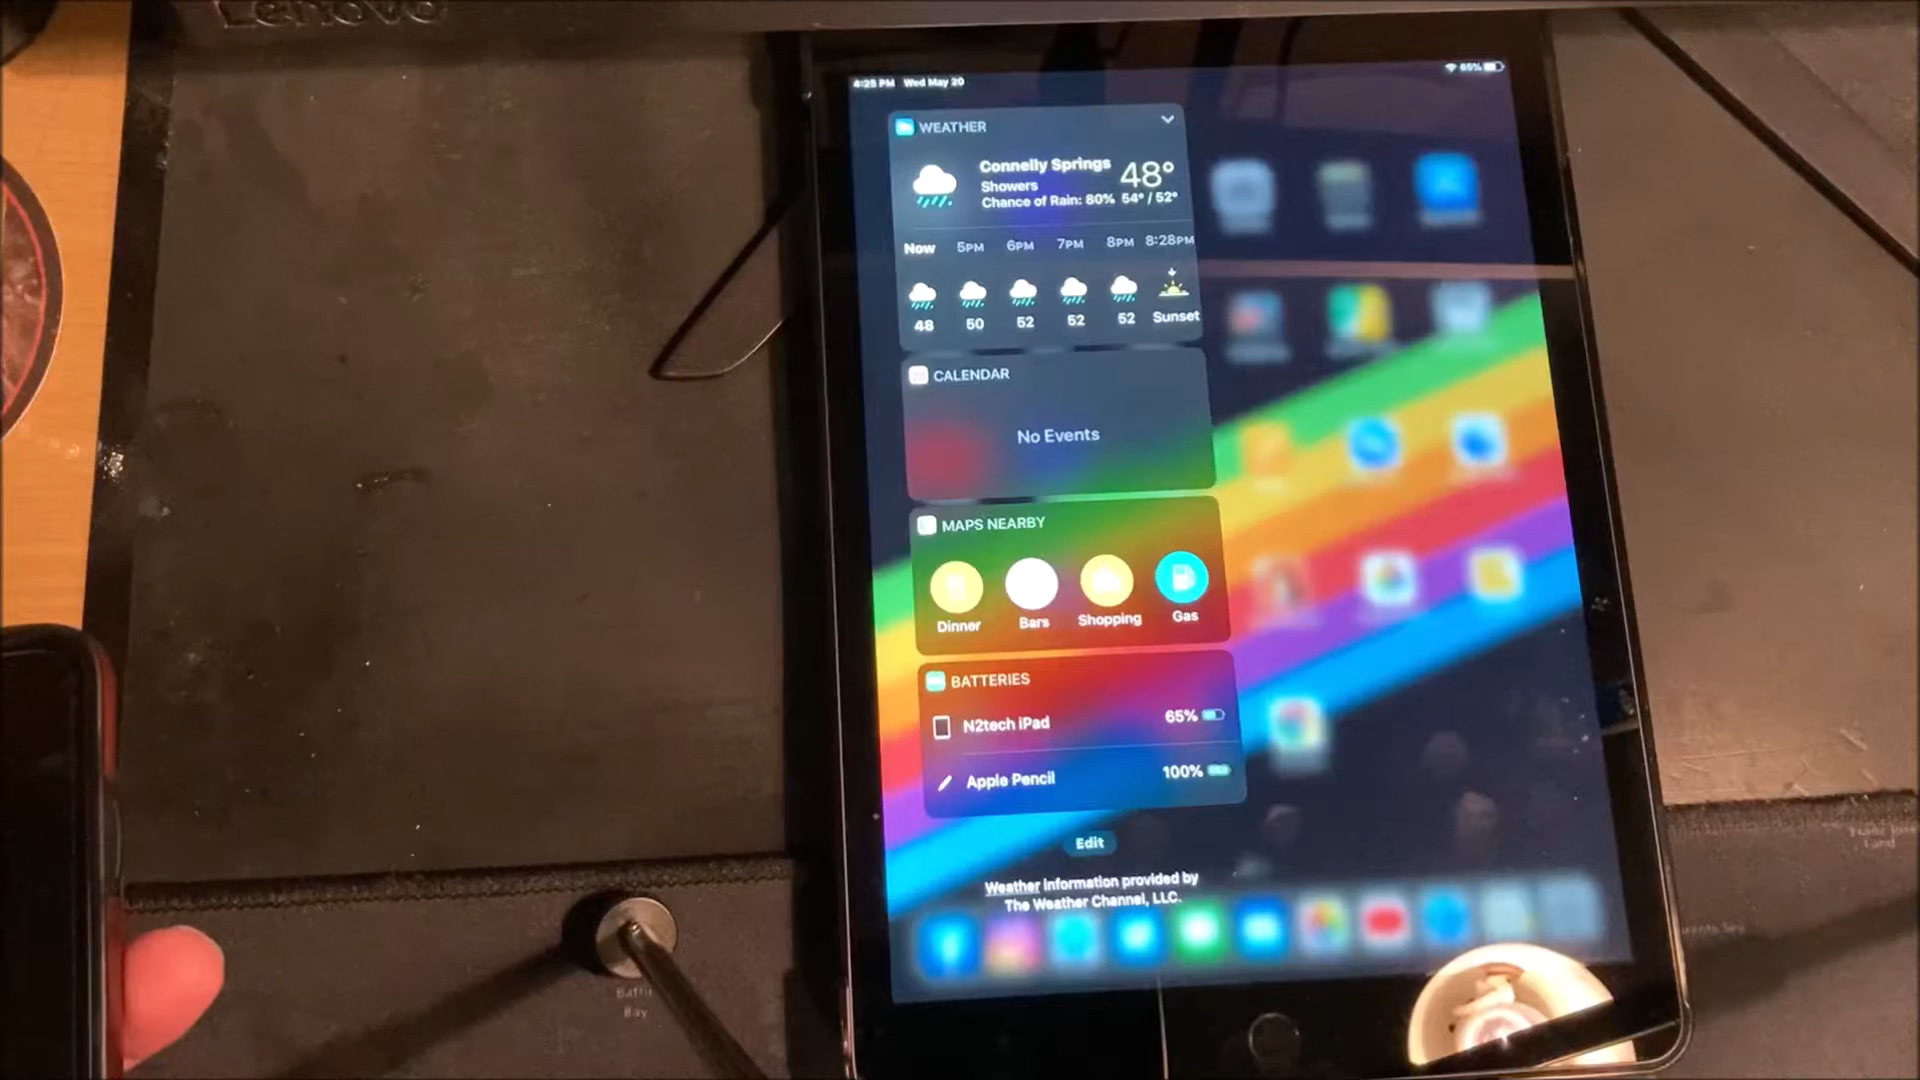 Lenovo
4:25 PM Wed May 20
65%
WEATHER
Connelly Springs
48°
Showers
Chance of Rain: 80% 54° / 52°
Now 5PM 6PM 7PM 8PM 8:28PM
48 50 52 52 52 Sunset
CALENDAR
No Events
MAPS NEARBY
Dinner Bars Shopping Gas
BATTERIES
N2tech iPad 65%
Apple Pencil 100%
Edit
Weather information provided by
The Weather Channel, LLC.
Bay